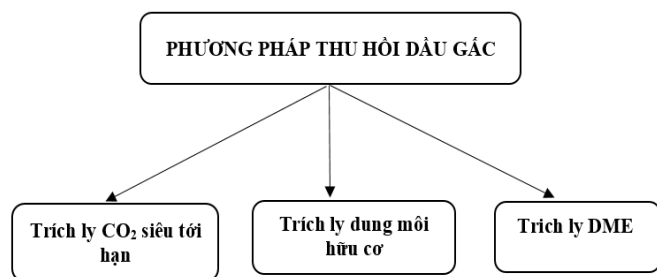 PHƯƠNG PHÁP THU HỒI DẦU GẤC
Trích ly CO₂ siêu tới
hạn
Trích ly dung môi
hữu cơ
Trich ly DME